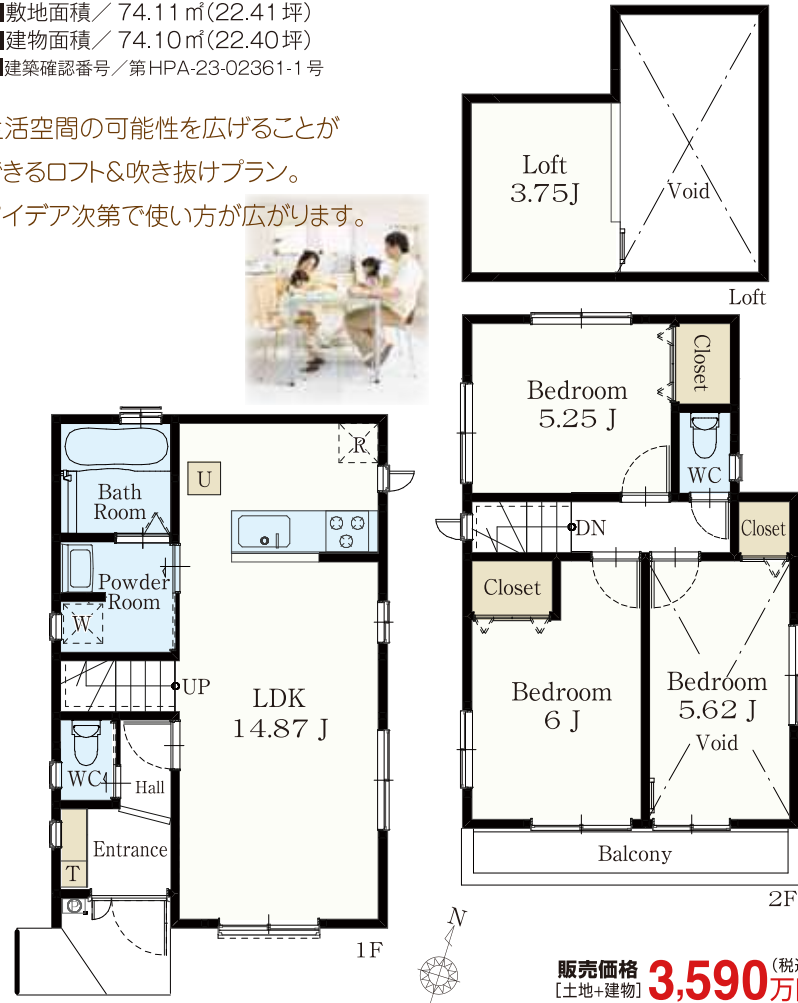 ■敷地面積／74.11㎡(22.41坪)
■建物面積／74.10㎡(22.40坪)
■建築確認番号／第HPA-23-02361-1号
活空間の可能性を広げることが
きるロフト&吹き抜けプラン。
イデア次第で使い方が広がります。
Loft
3.75J
Void
Loft
Bedroom
5.25 J
Closet
WC
DN
Closet
Closet
Bedroom
6 J
Bedroom
5.62 J
Void
Balcony
2F
Bath
Room
U
R
Powder
Room
W
UP
LDK
14.87 J
WC
Hall
Entrance
T
1F
N
販売価格
[土地+建物]
3,590万
(税